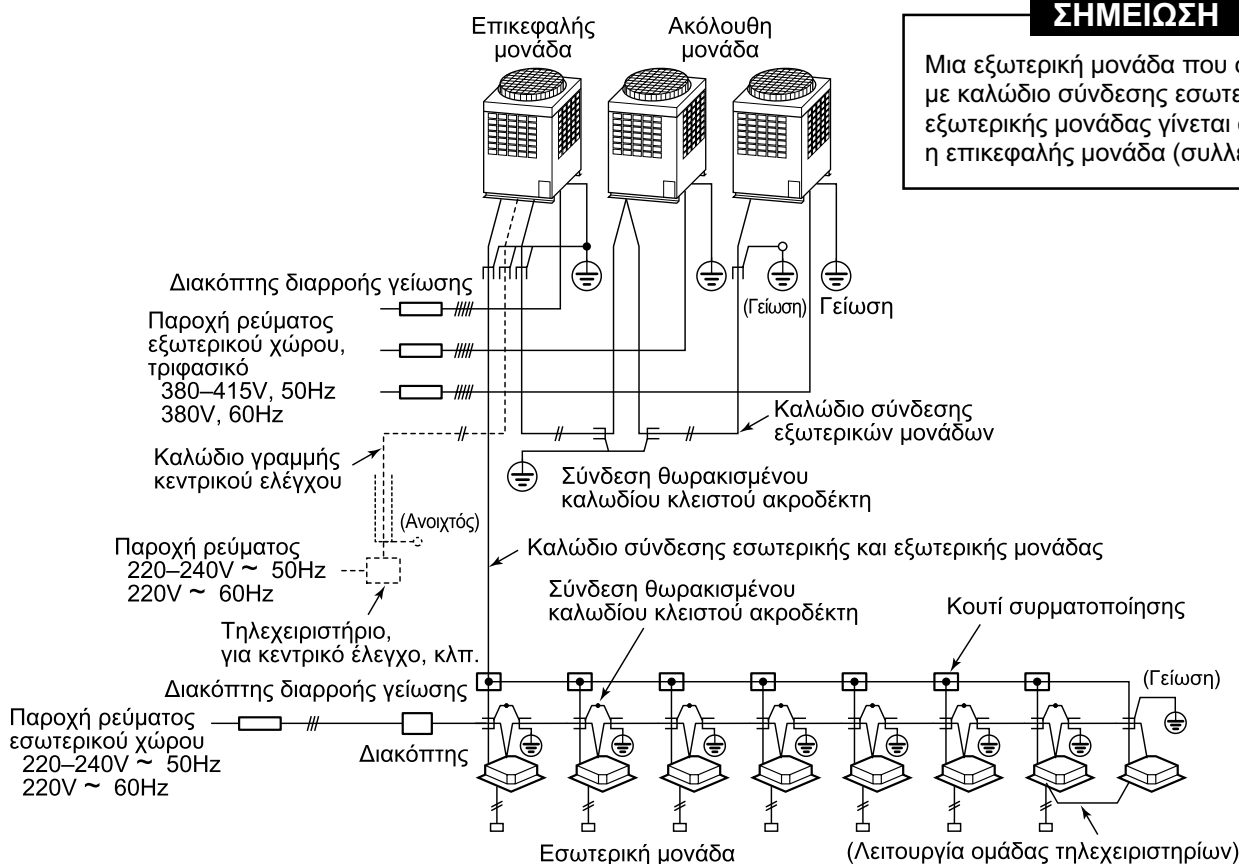 Επικεφαλής
μονάδα
Ακόλουθη
μονάδα
ΣΗΜΕΙΩΣΗ
Μια εξωτερική μονάδα που
με καλώδιο σύνδεσης
εξωτερικής μονάδας γίνεται
η επικεφαλής μονάδα
Διακόπτης διαρροής γείωσης
(Γείωση)
Γείωση
Παροχή ρεύματος
εξωτερικού χώρου,
τριφασικό
380–415V, 50Hz
380V, 60Hz
Καλώδιο σύνδεσης
εξωτερικών μονάδων
Καλώδιο γραμμής
κεντρικού ελέγχου
Σύνδεση θωρακισμένου
καλωδίου κλειστού ακροδέκτη
(Ανοιχτός)
Παροχή ρεύματος
220–240V ~ 50Hz
220V ~ 60Hz
Καλώδιο σύνδεσης εσωτερικής και εξωτερικής μονάδας
Σύνδεση θωρακισμένου
καλωδίου κλειστού ακροδέκτη
Κουτί συρματοποίησης
Τηλεχειριστήριο,
για κεντρικό έλεγχο, κλπ.
Διακόπτης διαρροής γείωσης
(Γείωση)
Παροχή ρεύματος
εσωτερικού χώρου
220–240V ~ 50Hz
220V ~ 60Hz
Διακόπτης
Εσωτερική μονάδα
(Λειτουργία ομάδας τηλεχειριστηρίων)